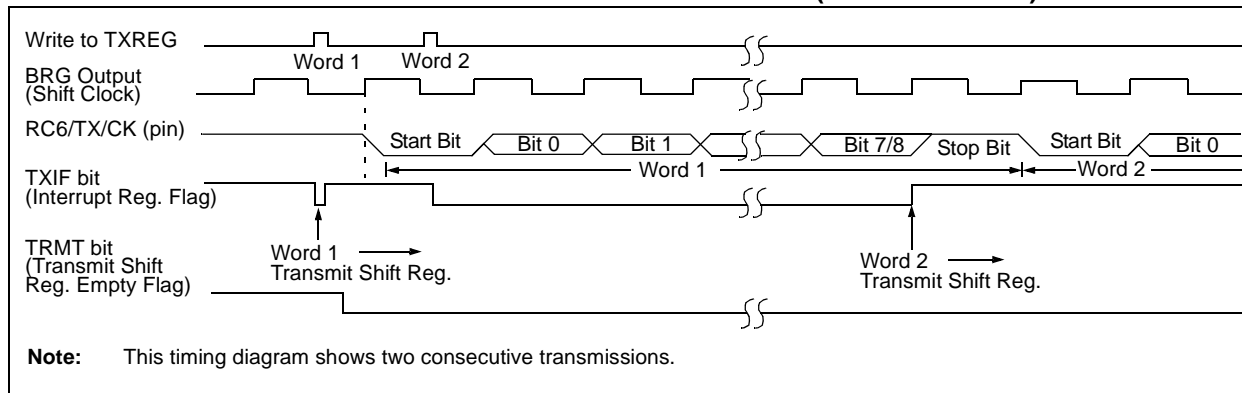 Write to TXREG
Word 1 Word 2
BRG Output
(Shift Clock)
RC6/TX/CK (pin)
Start Bit Bit 0 Bit 1 Bit 7/8 Stop Bit Start Bit Bit 0
Word 1 Word 2
TXIF bit
(Interrupt Reg. Flag)
Word 1
Transmit Shift Reg.
Word 2
Transmit Shift Reg.
TRMT bit
(Transmit Shift
Reg. Empty Flag)
Note: This timing diagram shows two consecutive transmissions.